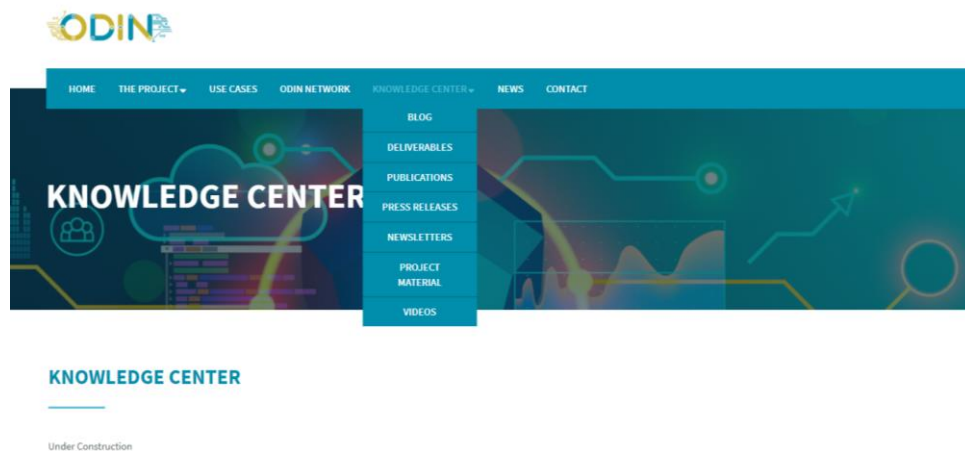 ODIN
HOME THE PROJECT USE CASES ODIN NETWORK KNOWLEDGE CENTER NEWS CONTACT
BLOG
DELIVERABLES
PUBLICATIONS
KNOWLEDGE CENTER
PRESS RELEASES
NEWSLETTERS
PROJECT
MATERIAL
VIDEOS
KNOWLEDGE CENTER
Under Construction